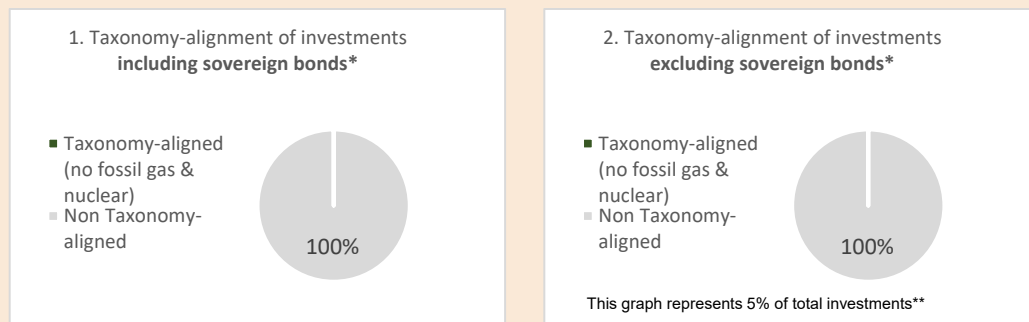 1. Taxonomy-alignment of investments
including sovereign bonds*
Taxonomy-aligned
(no fossil gas &
nuclear)
Non Taxonomy-
aligned
100%
2. Taxonomy-alignment of investments
excluding sovereign bonds*
Taxonomy-aligned
(no fossil gas &
nuclear)
Non Taxonomy-
aligned
100%
This graph represents 5% of total investments**